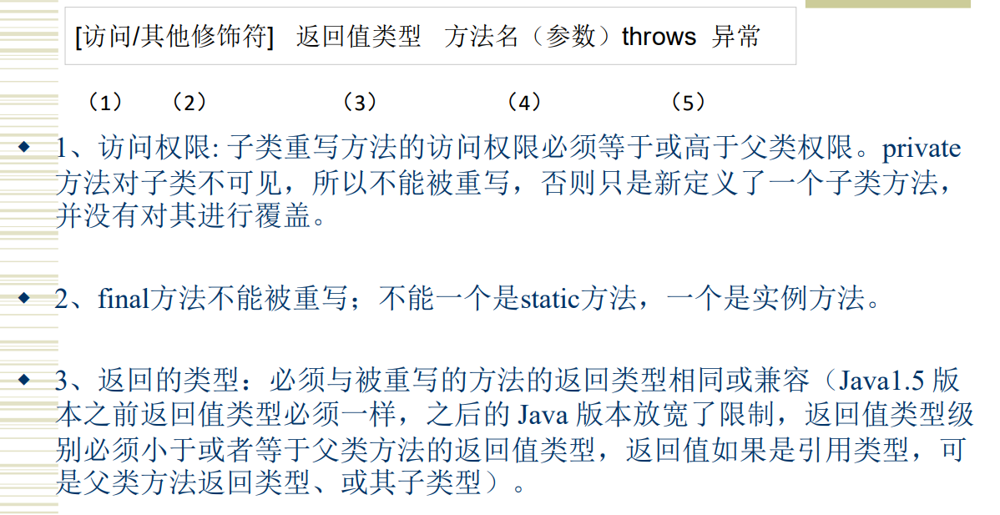 [访问/其他修饰符] 返回值类型 方法名（参数）throws 异常
（1） （2） （3） （4） （5）
1、访问权限: 子类重写方法的访问权限必须等于或高于父类权限。private
方法对子类不可见，所以不能被重写，否则只是新定义了一个子类方法，
并没有对其进行覆盖。
2、final方法不能被重写；不能一个是static方法，一个是实例方法。
3、返回的类型：必须与被重写的方法的返回类型相同或兼容（Java1.5 版
本之前返回值类型必须一样，之后的 Java 版本放宽了限制，返回值类型级
别必须小于或者等于父类方法的返回值类型，返回值如果是引用类型，可
是父类方法返回类型、或其子类型）。